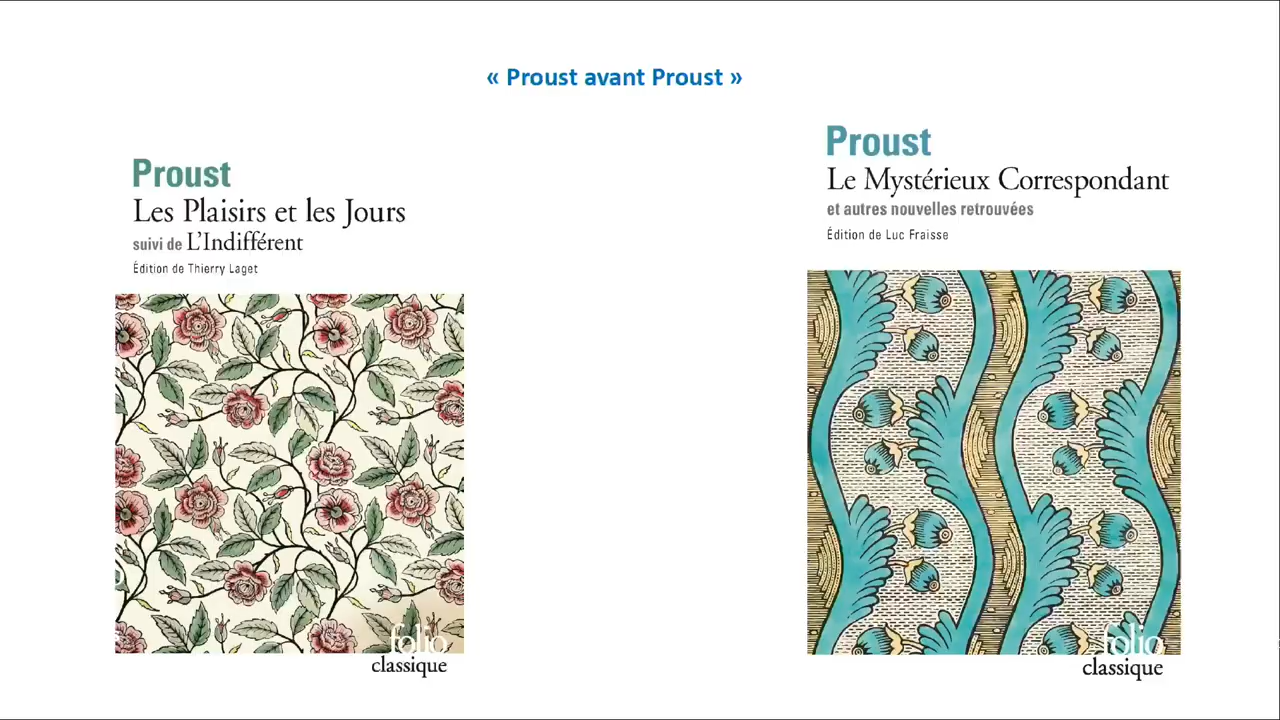 « Proust avant Proust »
Proust
Les Plaisirs et les Jours
suivi de L'Indifférent
Édition de Thierry Laget
folio
classique
Proust
Le Mystérieux Correspondant
et autres nouvelles retrouvées
Édition de Luc Fraisse
folio
classique